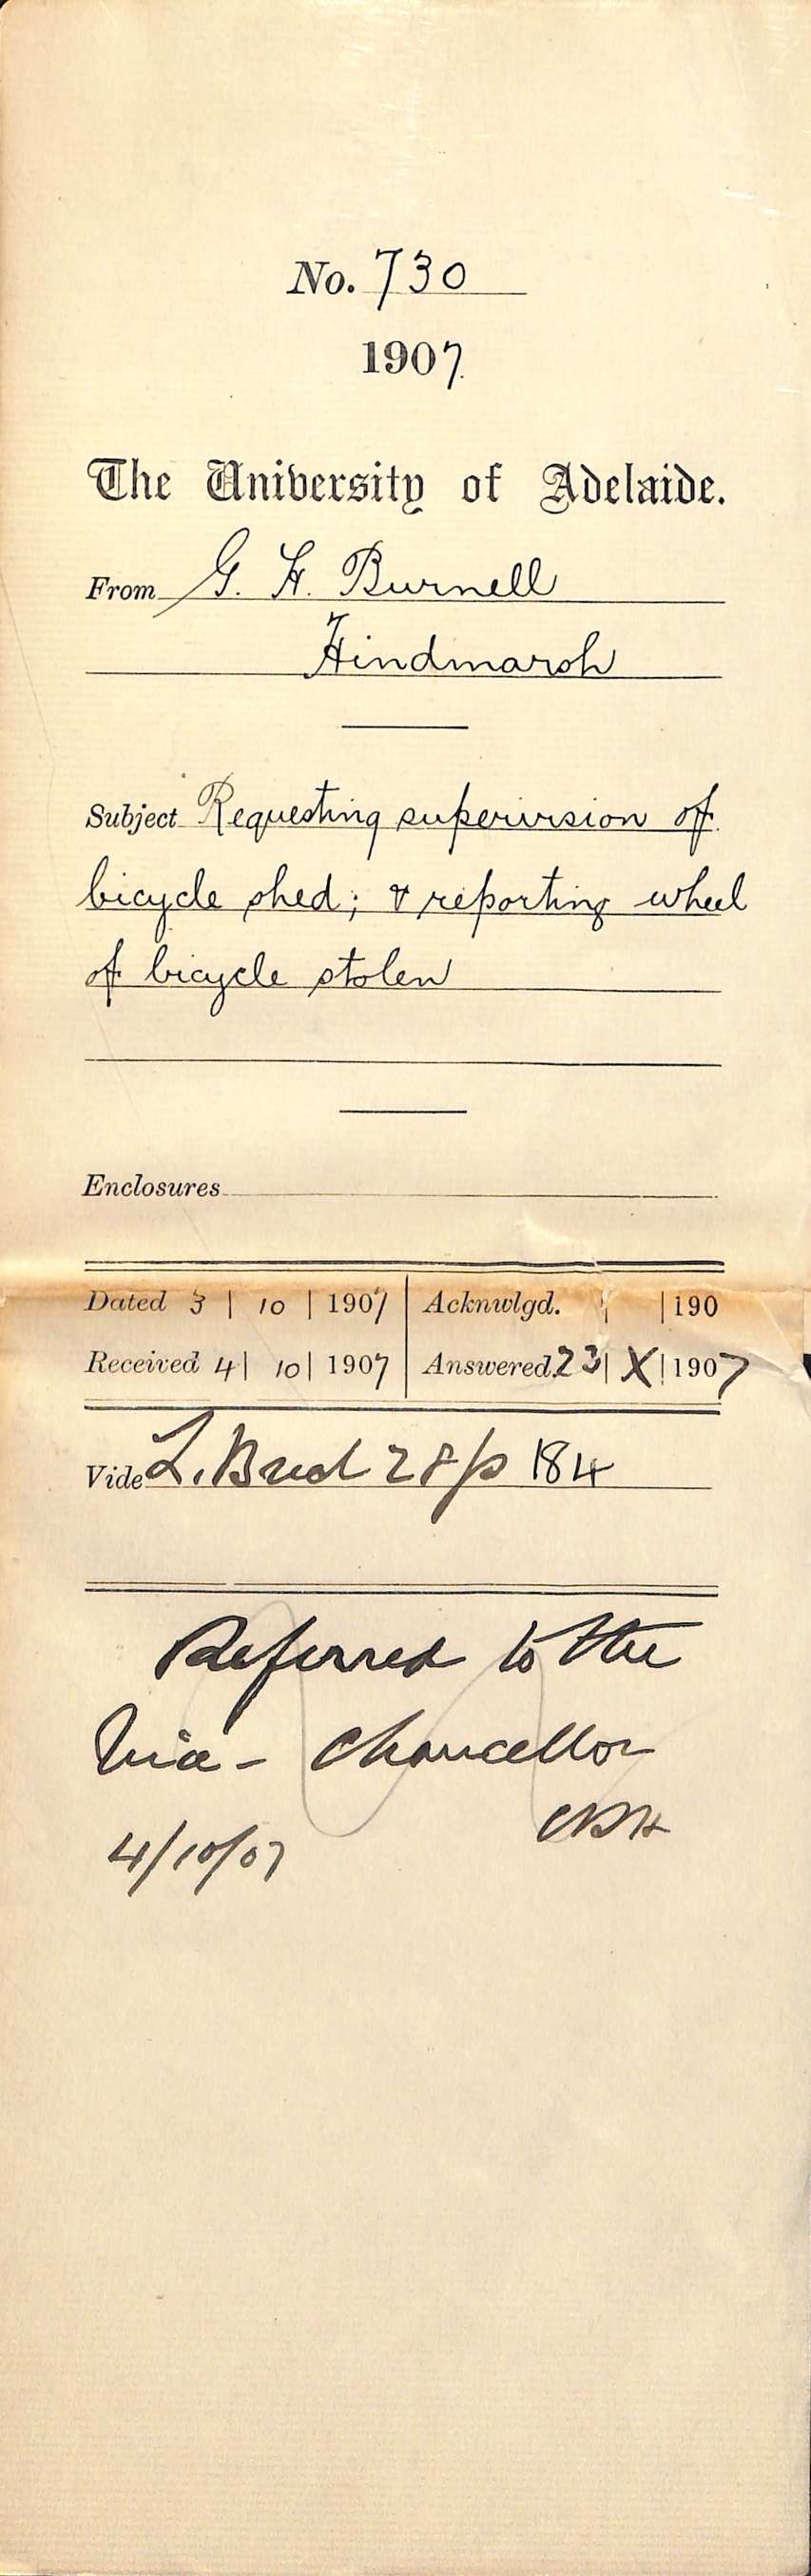 No. 730
1907
The University of Adelaide.
From G. H. Burnell
Hindmarsh
Subject Requesting supervision of
bicycle shed; & reporting wheel
of bicycle stolen
Enclosures
Dated 3 | 10 | 1907 Acknwlgd. | | 190
Received 4 | 10 | 1907 Answered 23 | X | 1907
Vide L. 28 p 184
Referred to the
Vice - Chancellor
4/10/07